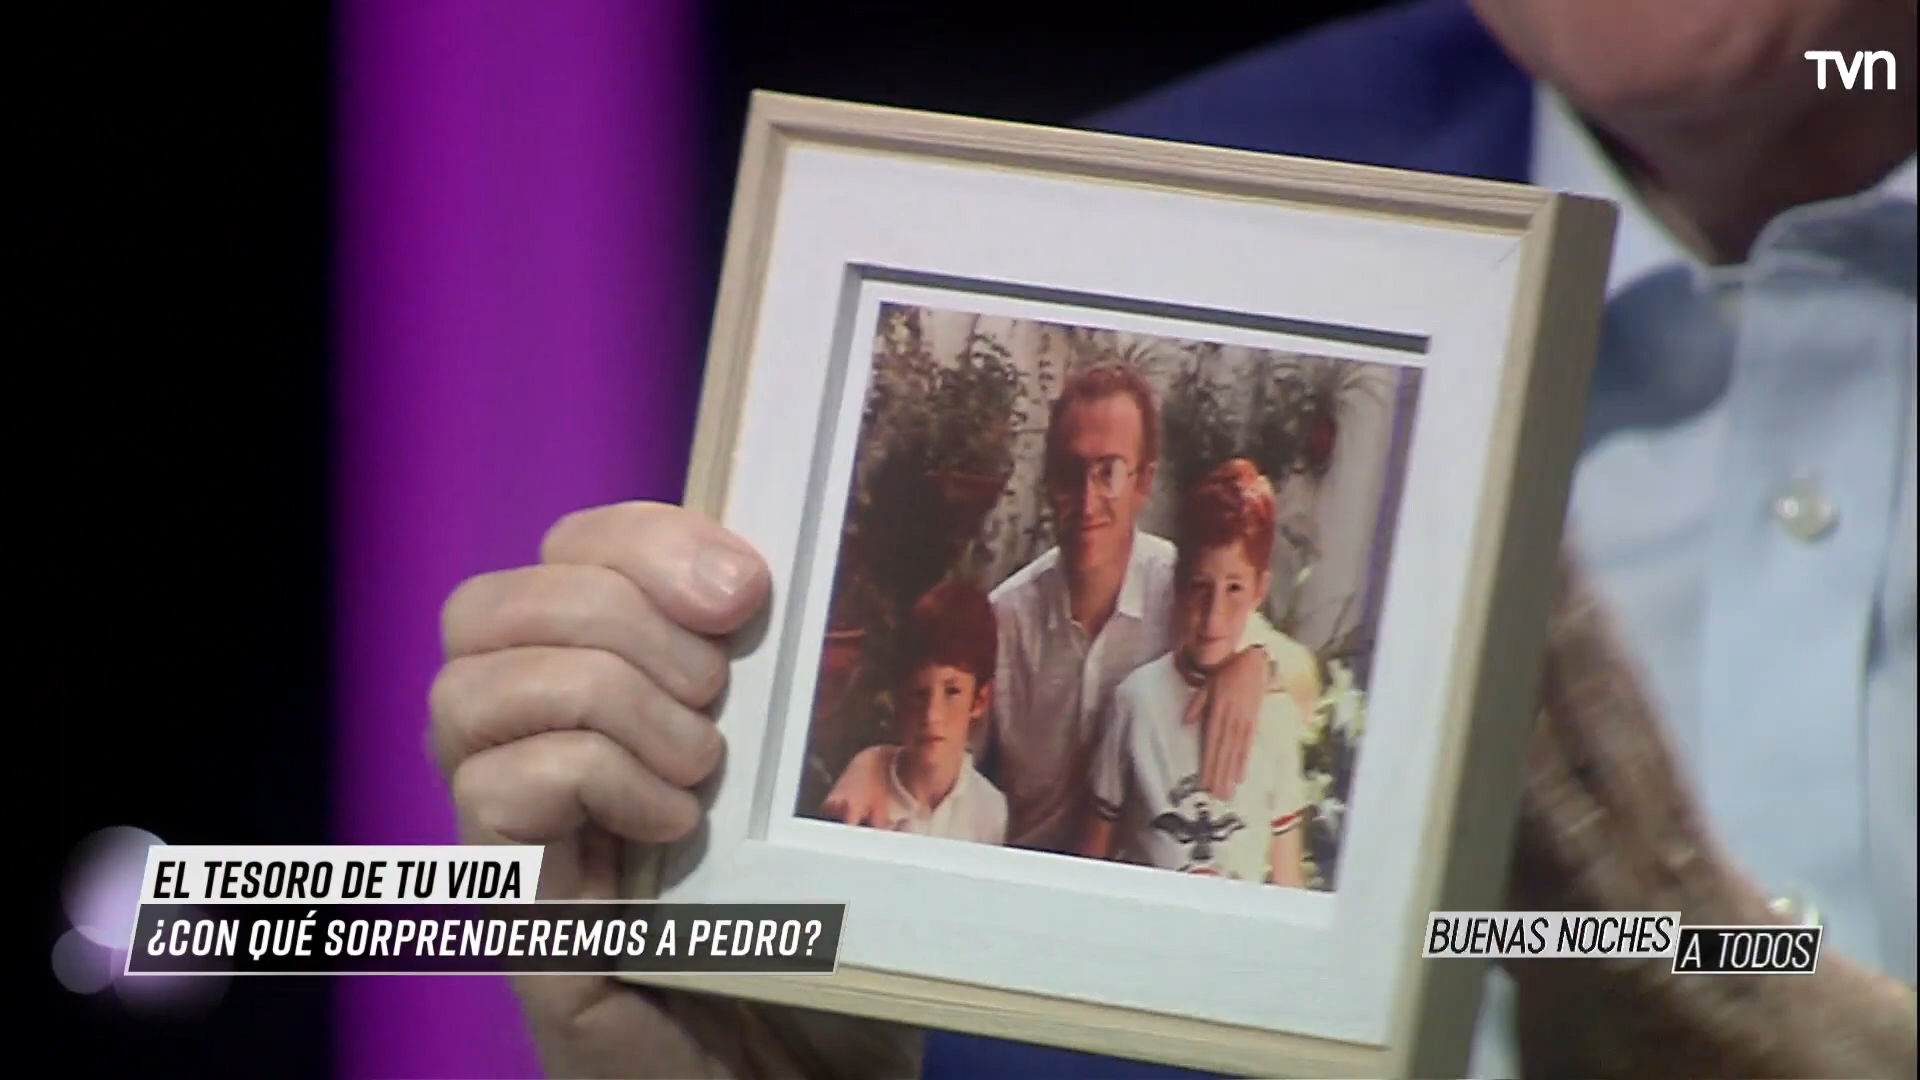 TVN
EL TESORO DE TU VIDA
¿CON QUÉ SORPRENDEREMOS A PEDRO?
BUENAS NOCHES
A TODOS